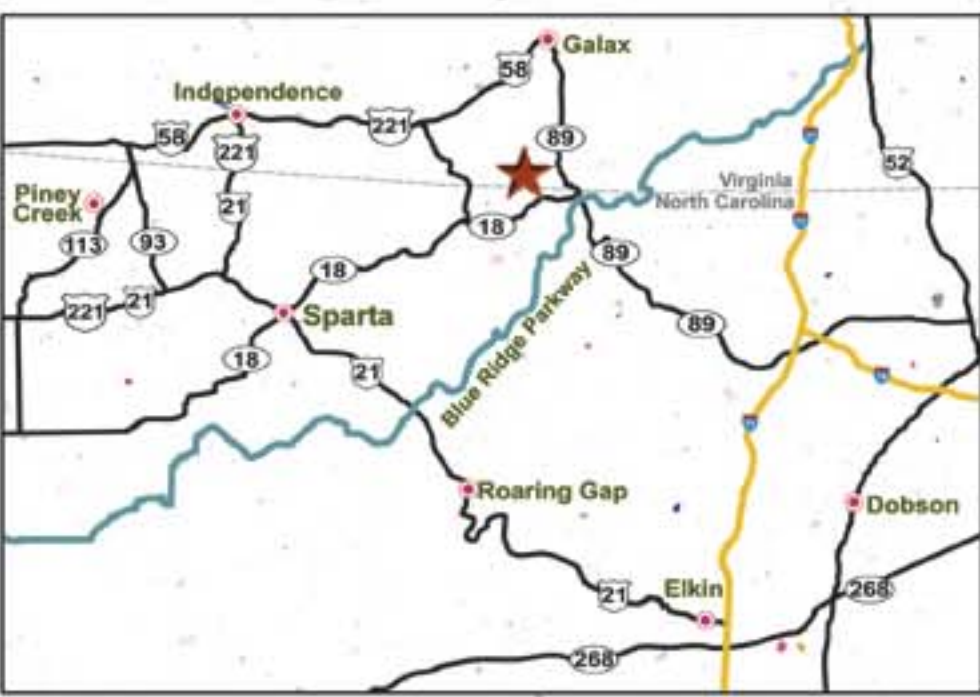 Galax
58
Independence
58
221
89
221
52
Virginia
North Carolina
Piney
Creek
21
18
113
93
89
18
221
21
Sparta
Blue Ridge Parkway
89
18
21
Roaring Gap
Dobson
21
Elkin
268
268